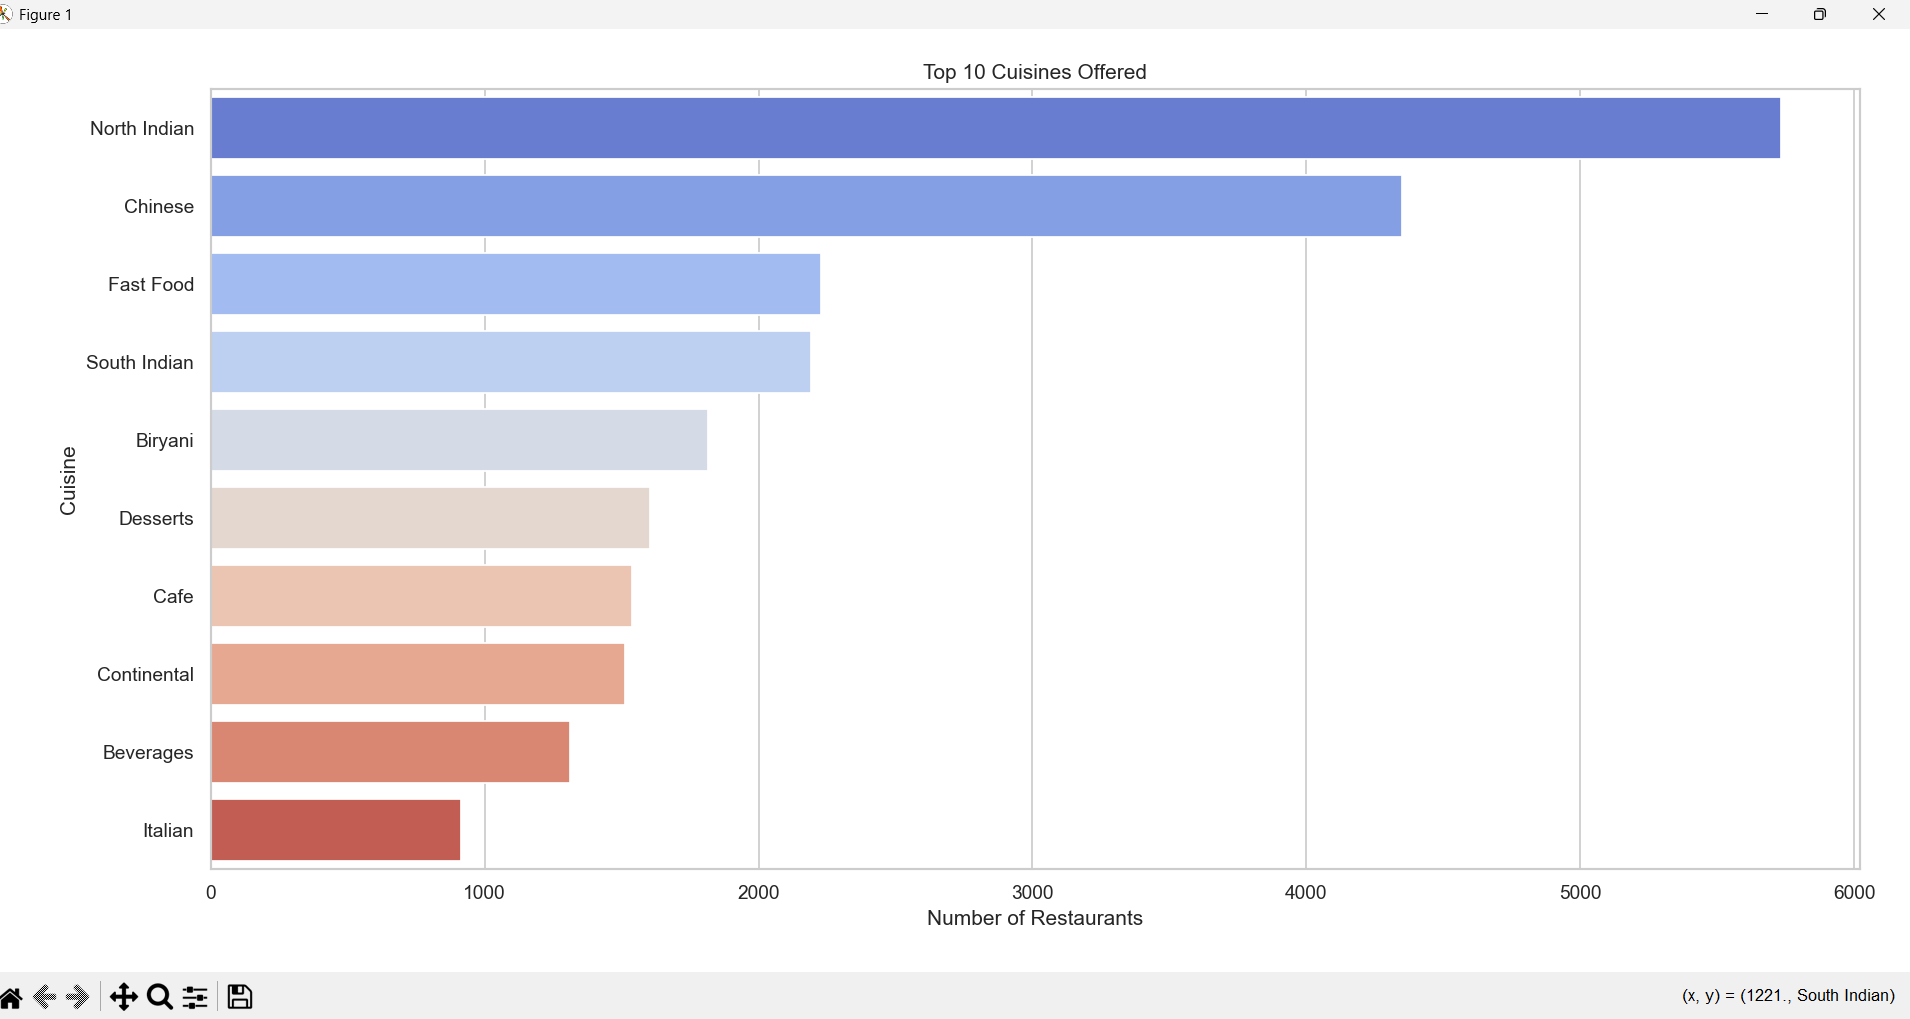 Figure 1
Top 10 Cuisines Offered
North Indian
Chinese
Fast Food
South Indian
Biryani
Desserts
Cafe
Continental
Beverages
Italian
Cuisine
0 1000 2000 3000 4000 5000 6000
Number of Restaurants
(x, y) = (1221., South Indian)